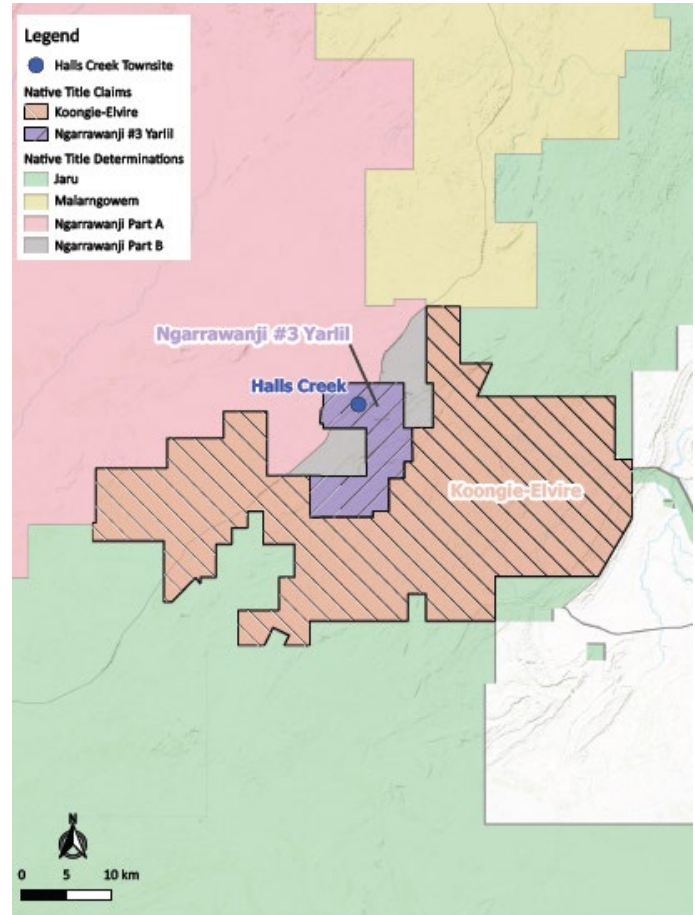 Legend
Halls Creek Townsite
Native Title Claims
Koongie-Elvire
Ngarrawanji #3 Yarlil
Native Title Determinations
Jaru
Malarngowem
Ngarrawanji Part A
Ngarrawanji Part B
Ngarrawanji #3 Yarlil
Halls Creek
Koongie-Elvire
N
0 5 10 km